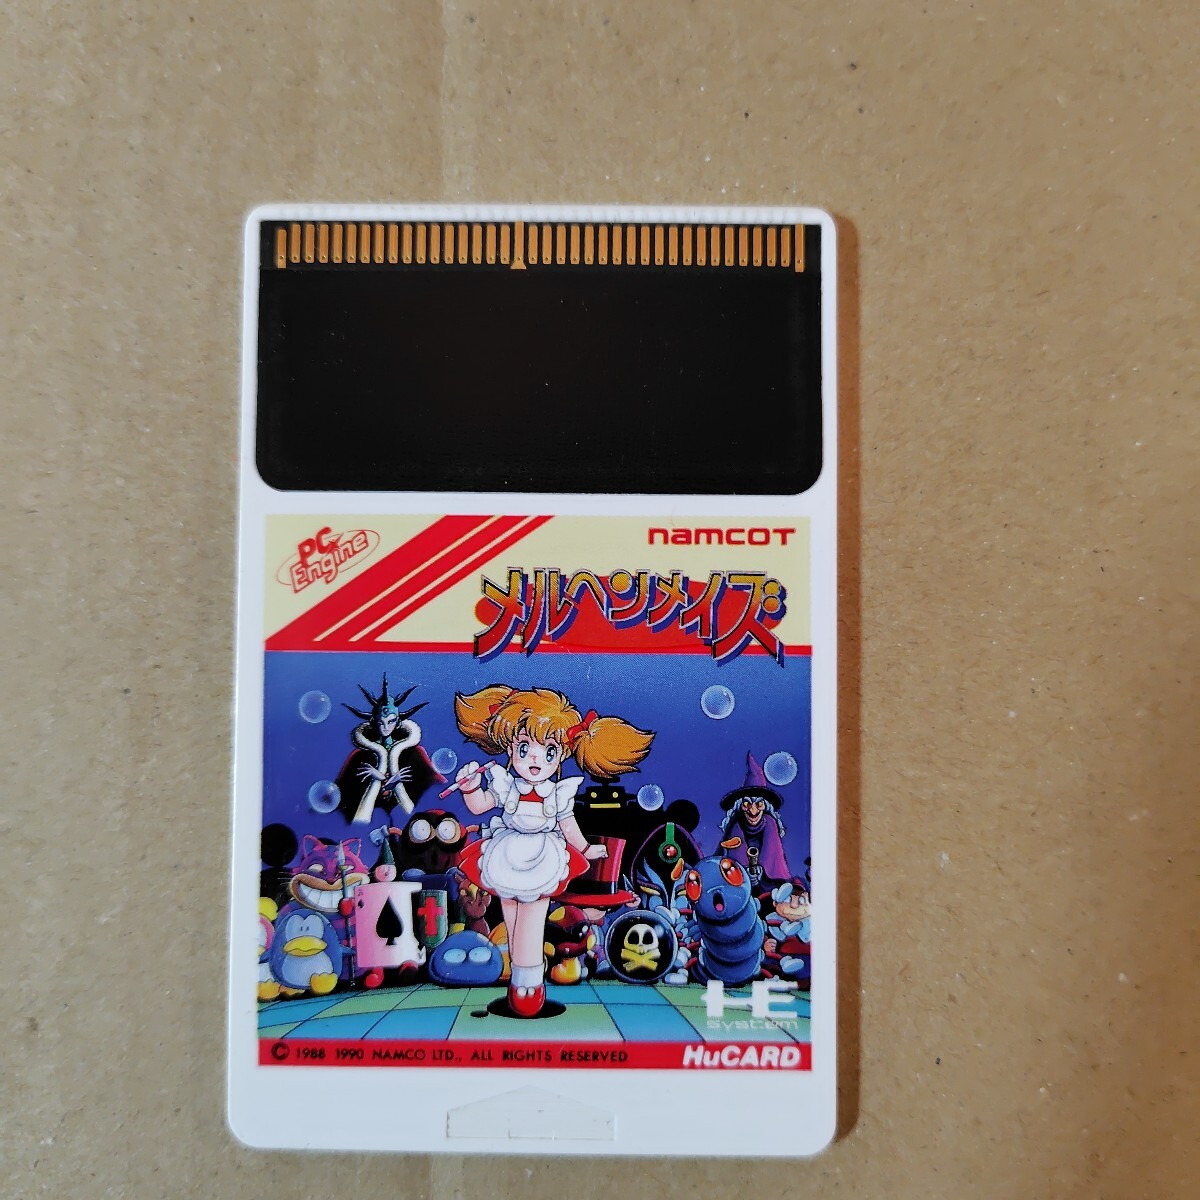 PC Engine
namcot
メルヘンメイズ
HE
system
© 1988 1990 NAMCO LTD., ALL RIGHTS RESERVED
HuCARD